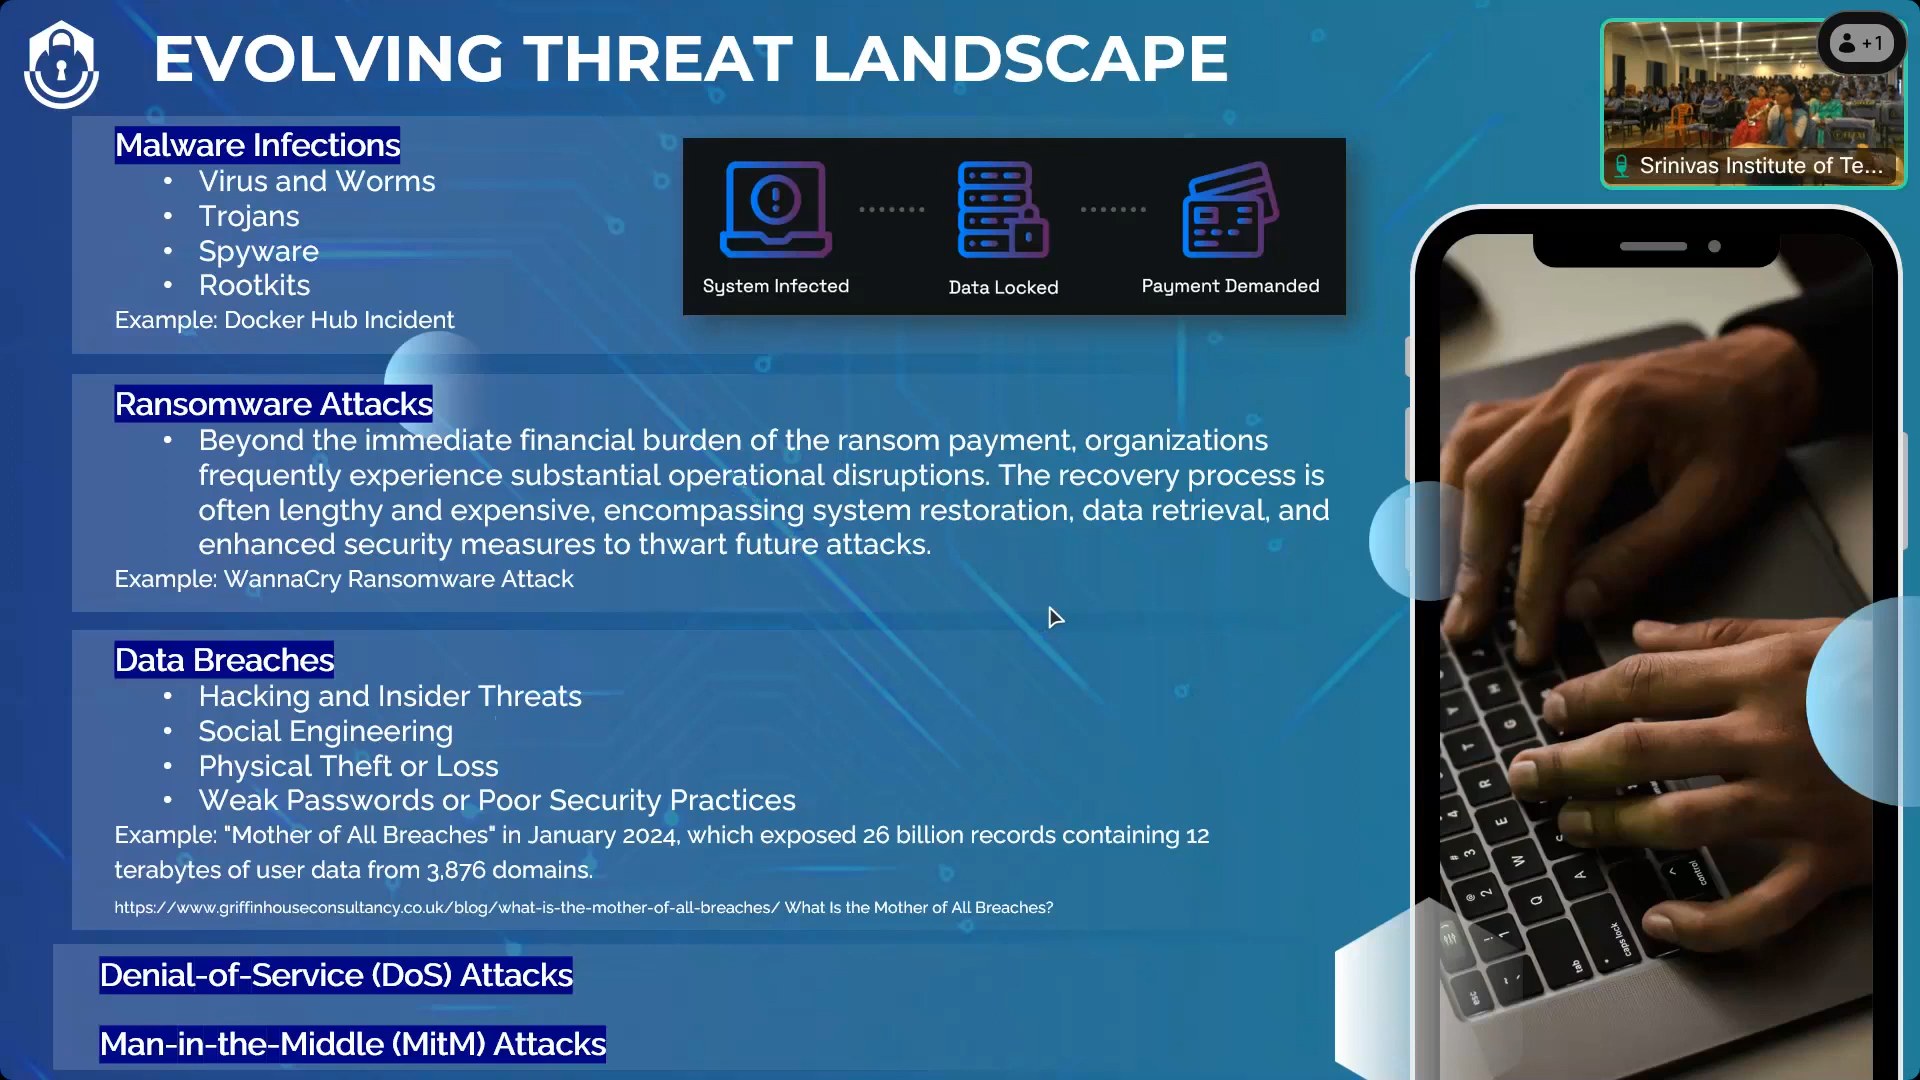 EVOLVING THREAT LANDSCAPE
+1
Srinivas Institute of Te...
Malware Infections
• Virus and Worms
• Trojans
• Spyware
• Rootkits
Example: Docker Hub Incident
System Infected
Data Locked
Payment Demanded
Ransomware Attacks
• Beyond the immediate financial burden of the ransom payment, organizations
frequently experience substantial operational disruptions. The recovery process is
often lengthy and expensive, encompassing system restoration, data retrieval, and
enhanced security measures to thwart future attacks.
Example: WannaCry Ransomware Attack
Data Breaches
• Hacking and Insider Threats
• Social Engineering
• Physical Theft or Loss
• Weak Passwords or Poor Security Practices
Example: "Mother of All Breaches" in January 2024, which exposed 26 billion records containing 12
terabytes of user data from 3,876 domains.
https://www.griffinhouseconsultancy.co.uk/blog/what-is-the-mother-of-all-breaches/ What Is the Mother of All Breaches?
Denial-of-Service (DoS) Attacks
Man-in-the-Middle (MitM) Attacks
control
caps lock
tab
esc